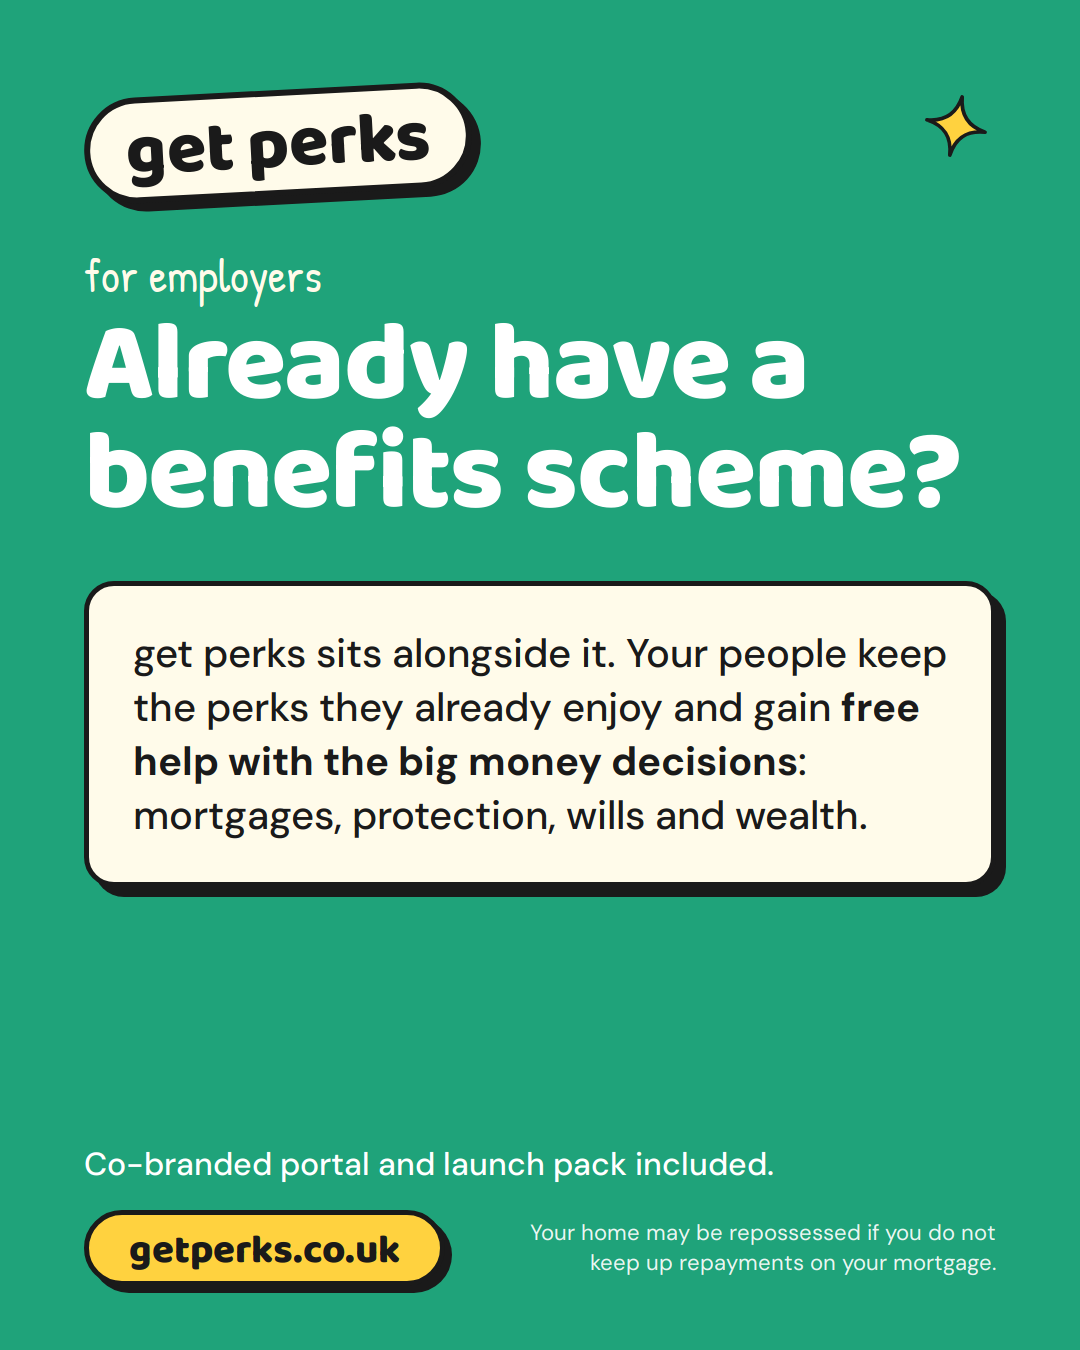 get perks
for employers
Already have a
benefits scheme?
get perks sits alongside it. Your people keep
the perks they already enjoy and gain free
help with the big money decisions:
mortgages, protection, wills and wealth.
Co-branded portal and launch pack included.
getperks.co.uk
Your home may be repossessed if you do not
keep up repayments on your mortgage.